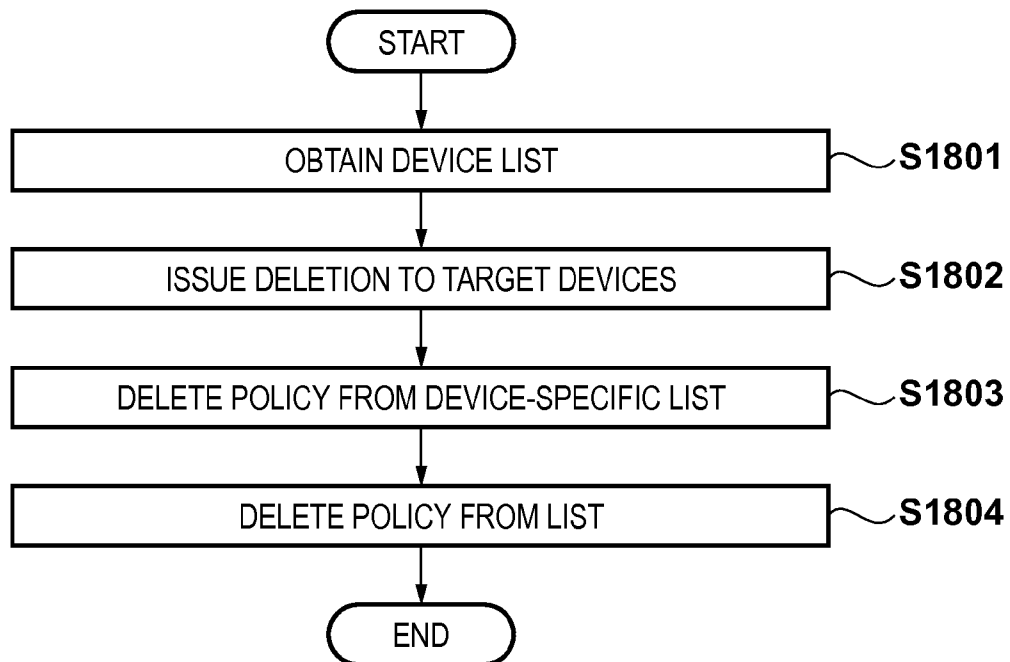 START
OBTAIN DEVICE LIST
S1801
ISSUE DELETION TO TARGET DEVICES
S1802
DELETE POLICY FROM DEVICE-SPECIFIC LIST
S1803
DELETE POLICY FROM LIST
S1804
END